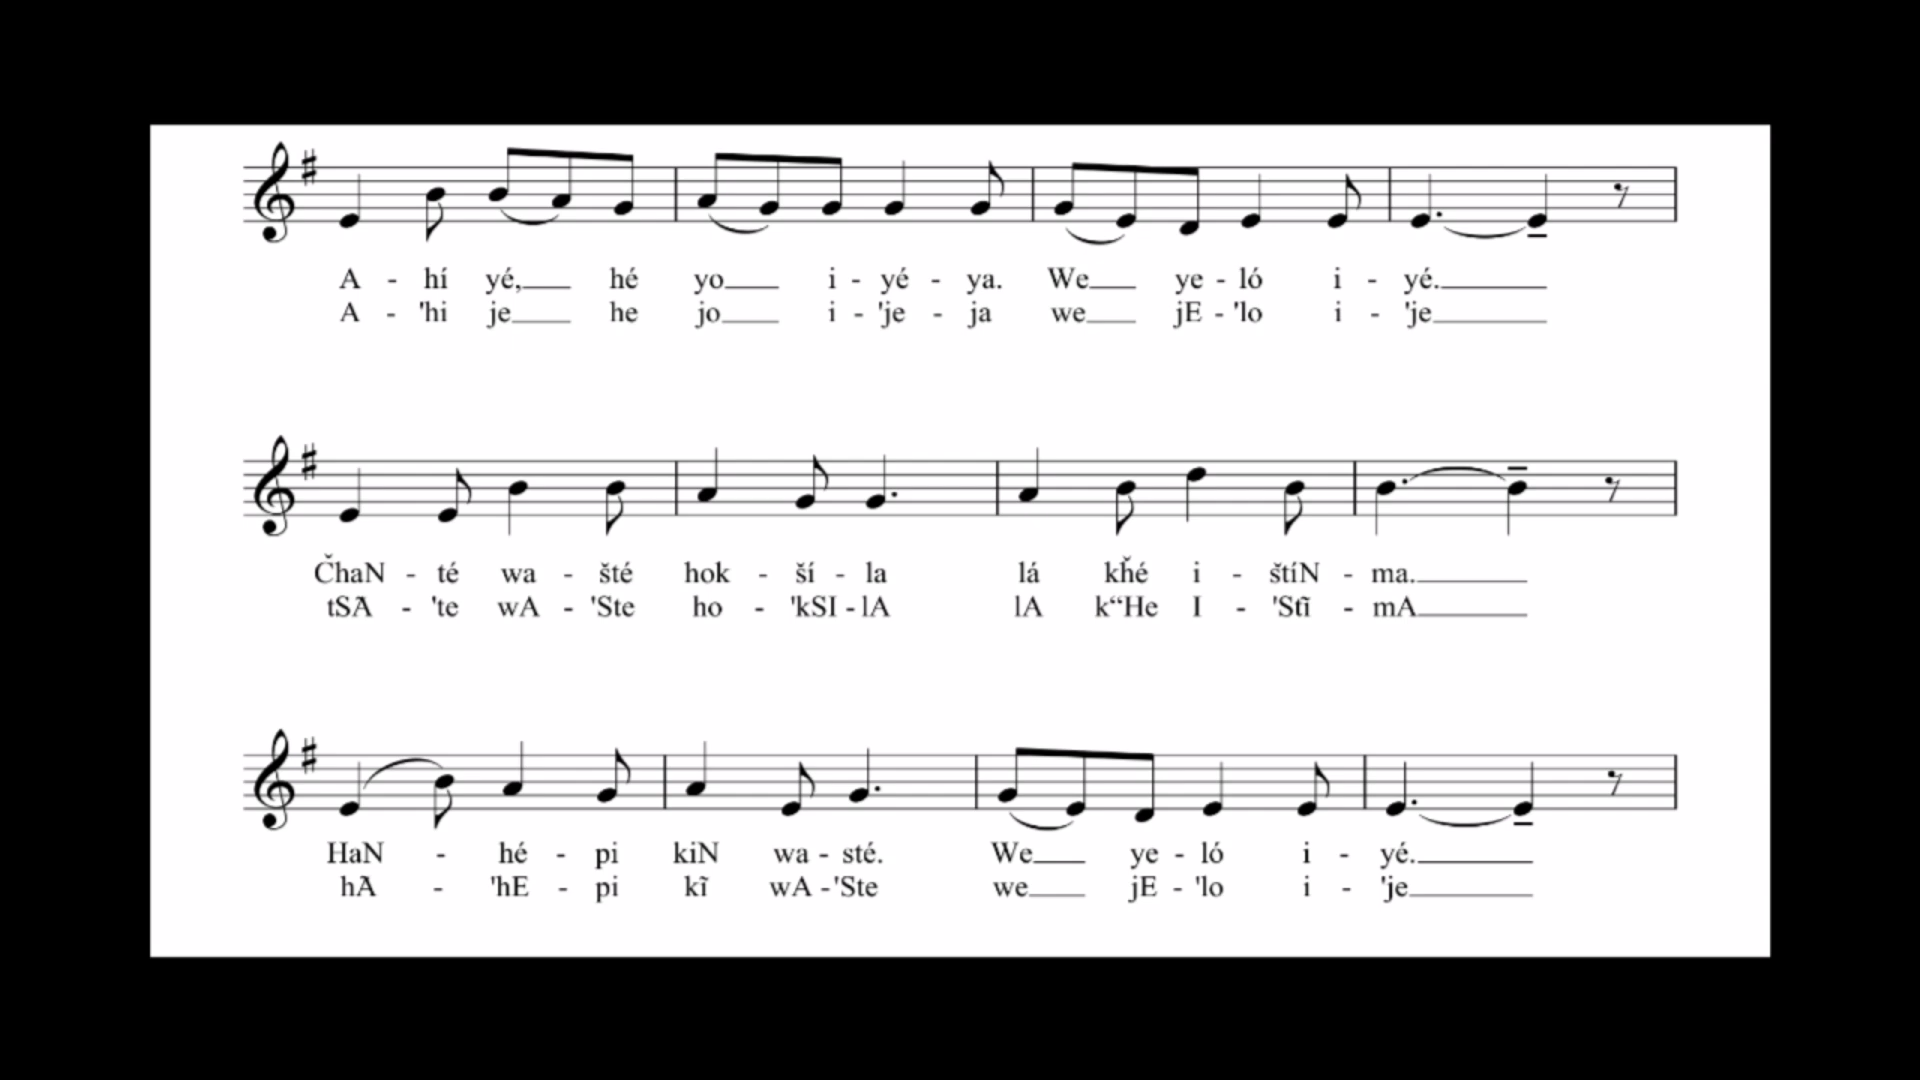 A - hí yé, hé yo i - yé - ya. We ye - ló i - yé.
A - 'hi je he jo i - 'je - ja we jE - 'lo i - 'je
ČhaN - té wa - šté hok - ší - la lá kȟé i - štíN - ma.
tSÃ - 'te wA - 'Ste ho - 'kSI - lA lA k“He I - 'Stĩ - mA
HaN - hé - pi kiN wa - sté. We ye - ló i - yé.
hÃ - 'hE - pi kĩ wA - 'Ste we jE - 'lo i - 'je